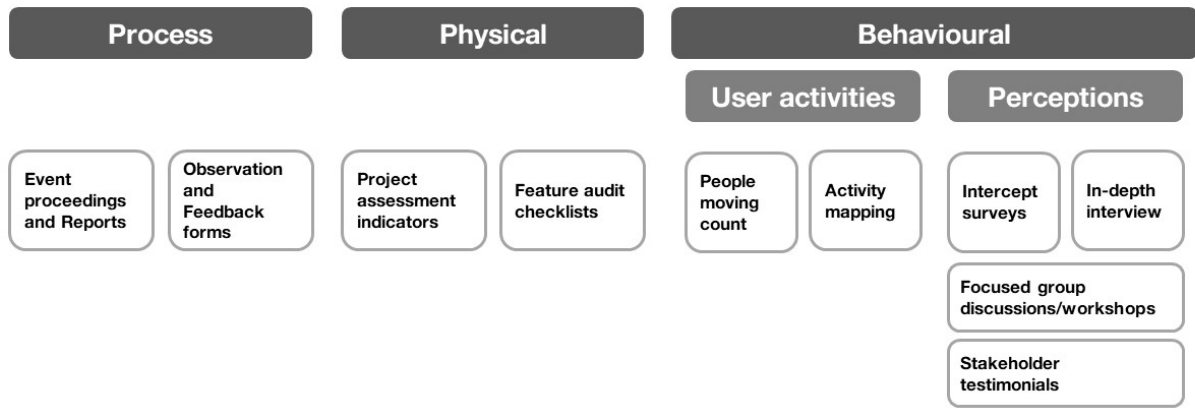 Process
Physical
Behavioural
User activities
Perceptions
Event
proceedings
and Reports
Observation
and
Feedback
forms
Project
assessment
indicators
Feature audit
checklists
People
moving
count
Activity
mapping
Intercept
surveys
In-depth
interview
Focused group
discussions/workshops
Stakeholder
testimonials